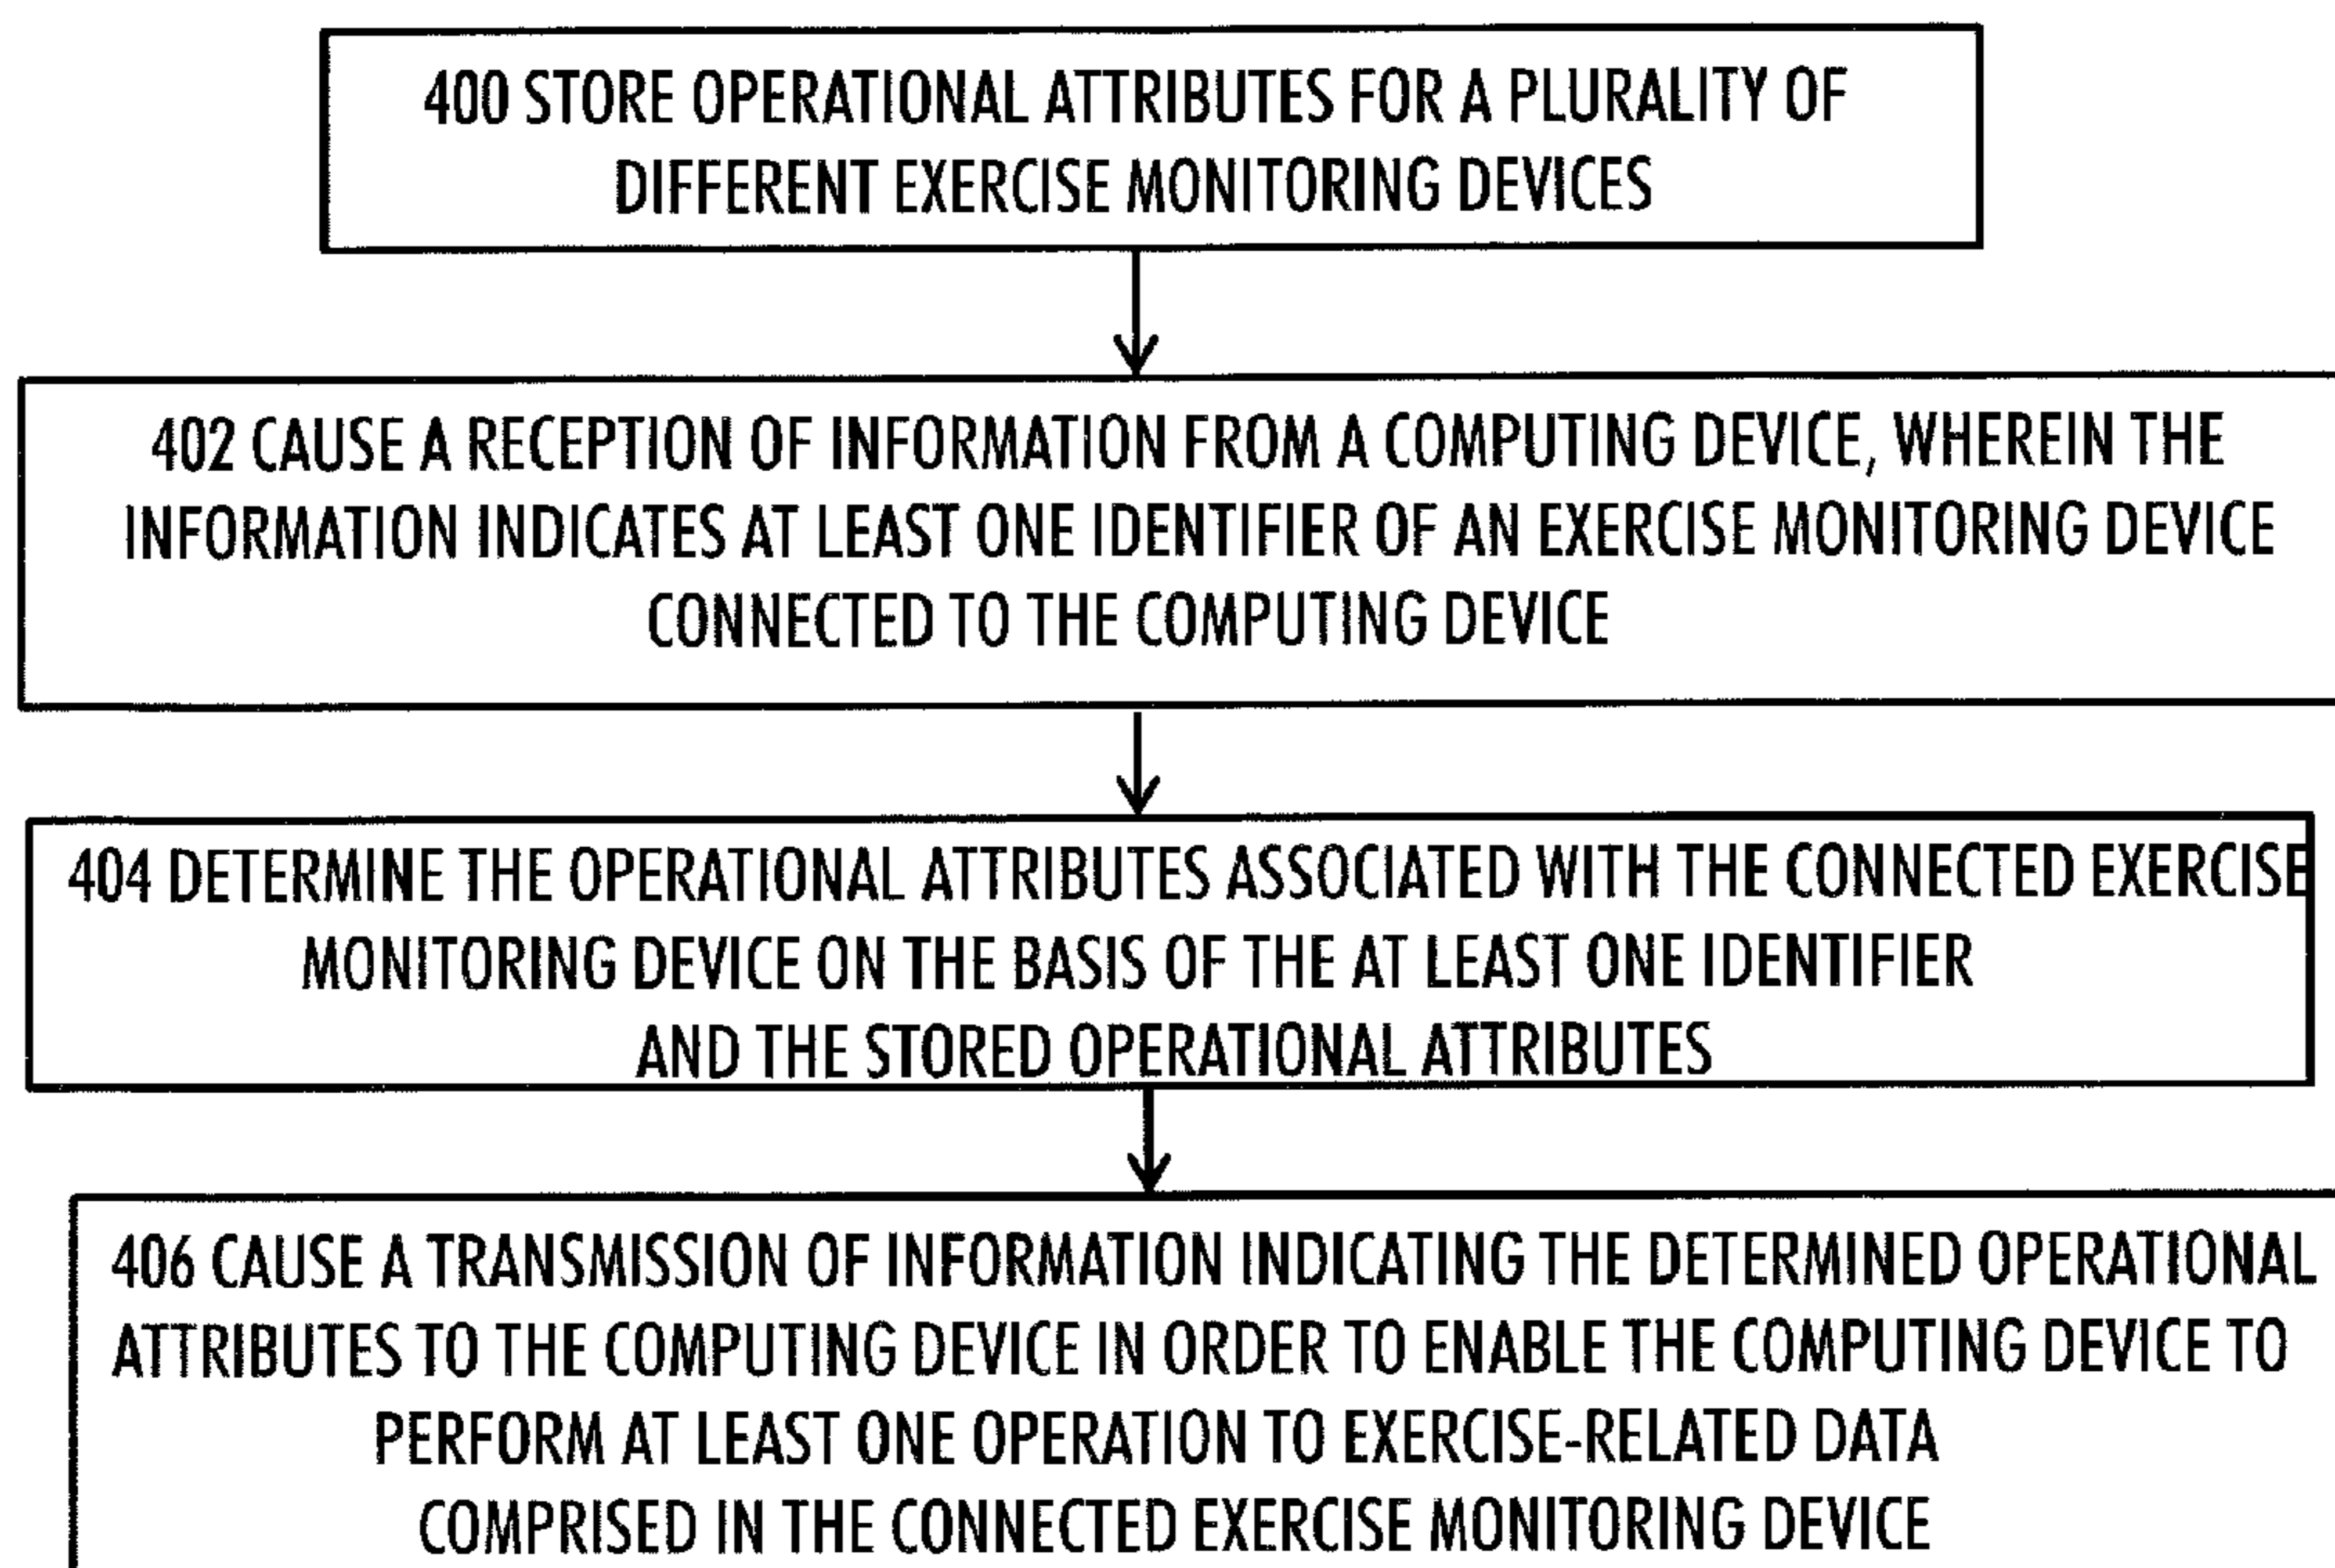 400 STORE OPERATIONAL ATTRIBUTES FOR A PLURALITY OF
DIFFERENT EXERCISE MONITORING DEVICES
402 CAUSE A RECEPTION OF INFORMATION FROM A COMPUTING DEVICE, WHEREIN THE
INFORMATION INDICATES AT LEAST ONE IDENTIFIER OF AN EXERCISE MONITORING DEVICE
CONNECTED TO THE COMPUTING DEVICE
404 DETERMINE THE OPERATIONAL ATTRIBUTES ASSOCIATED WITH THE CONNECTED EXERCISE
MONITORING DEVICE ON THE BASIS OF THE AT LEAST ONE IDENTIFIER
AND THE STORED OPERATIONAL ATTRIBUTES
406 CAUSE A TRANSMISSION OF INFORMATION INDICATING THE DETERMINED OPERATIONAL
ATTRIBUTES TO THE COMPUTING DEVICE IN ORDER TO ENABLE THE COMPUTING DEVICE TO
PERFORM AT LEAST ONE OPERATION TO EXERCISE-RELATED DATA
COMPRISED IN THE CONNECTED EXERCISE MONITORING DEVICE